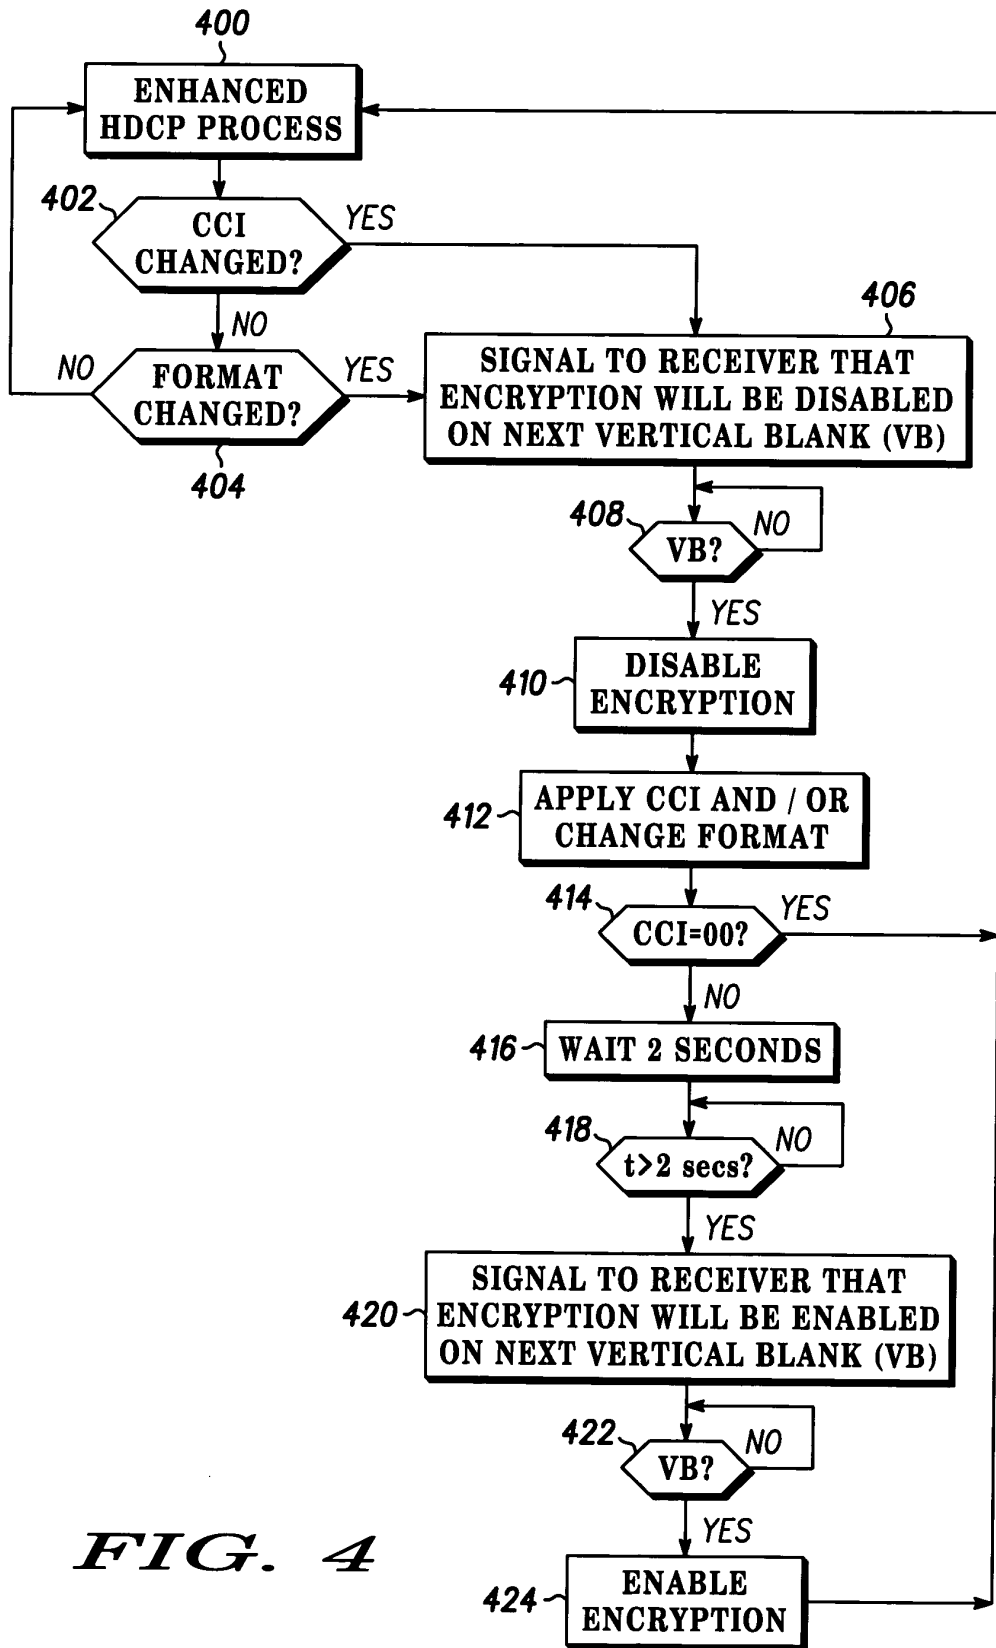 400
ENHANCED
HDCP PROCESS
402
CCI
CHANGED?
YES
NO
406
NO
FORMAT
CHANGED?
YES
404
SIGNAL TO RECEIVER THAT
ENCRYPTION WILL BE DISABLED
ON NEXT VERTICAL BLANK (VB)
408
VB?
NO
YES
410
DISABLE
ENCRYPTION
412
APPLY CCI AND / OR
CHANGE FORMAT
414
CCI=00?
YES
NO
416
WAIT 2 SECONDS
418
t>2 secs?
NO
YES
420
SIGNAL TO RECEIVER THAT
ENCRYPTION WILL BE ENABLED
ON NEXT VERTICAL BLANK (VB)
422
VB?
NO
YES
424
ENABLE
ENCRYPTION
FIG. 4